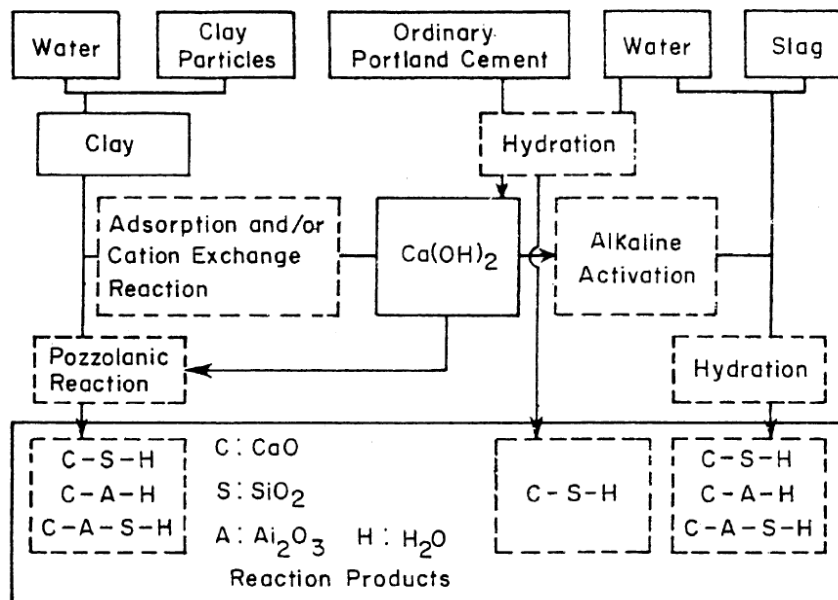 Water
Clay
Particles
Ordinary
Portland Cement
Water
Slag
Clay
Hydration
Adsorption and/or
Cation Exchange
Reaction
Ca(OH)2
Alkaline
Activation
Pozzolanic
Reaction
Hydration
C-S-H
C-A-H
C-A-S-H
C: CaO
S: SiO2
A: Ai2O3 H: H2O
Reaction Products
C-S-H
C-S-H
C-A-H
C-A-S-H